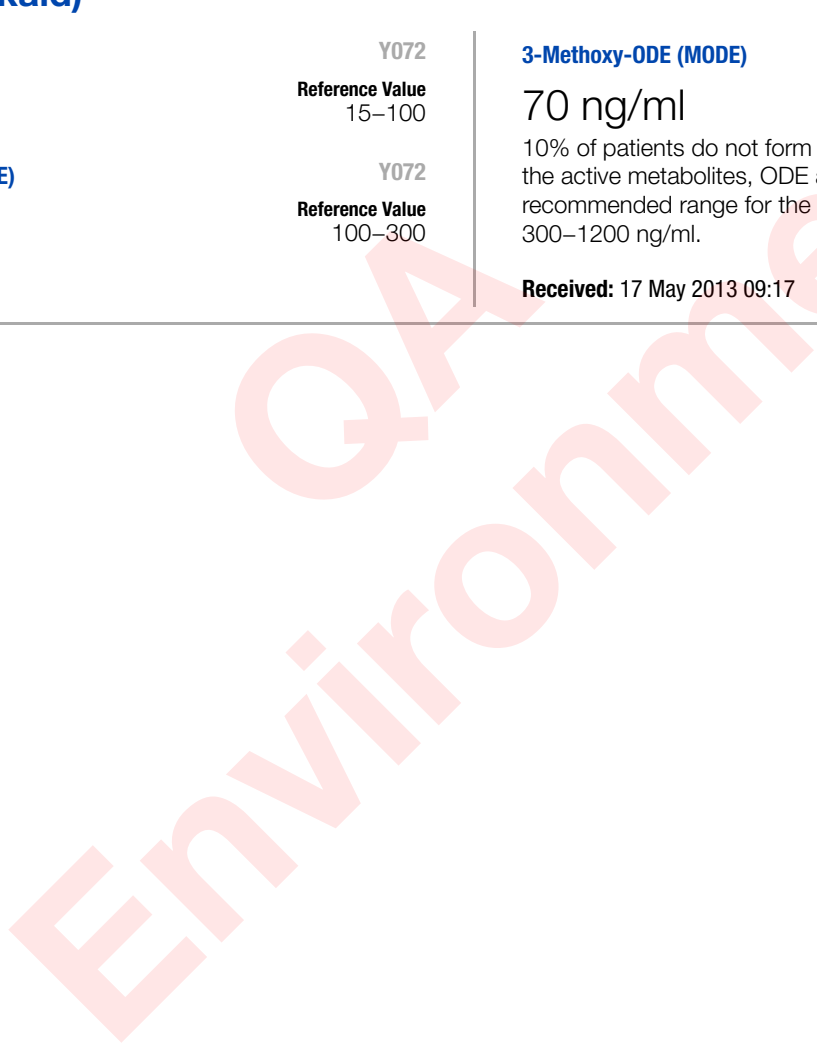 Y072
Reference Value
15–100
Y072
Reference Value
100–300
3-Methoxy-ODE (MODE)
70 ng/ml
10% of patients do not form
the active metabolites, ODE
recommended range for the
300–1200 ng/ml.
Received: 17 May 2013 09:17
QA